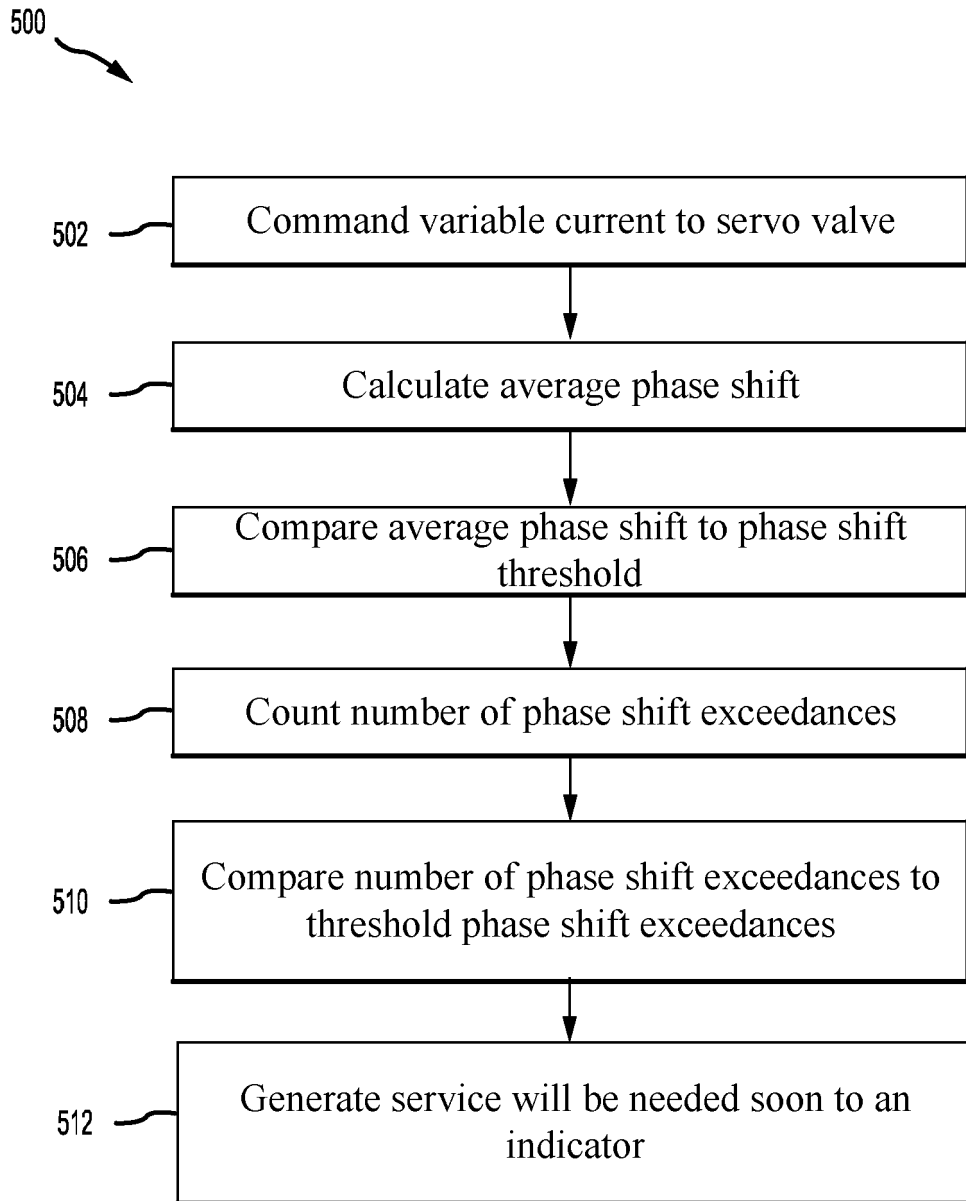 500
502
Command variable current to servo valve
504
Calculate average phase shift
506
Compare average phase shift to phase shift
threshold
508
Count number of phase shift exceedances
510
Compare number of phase shift exceedances to
threshold phase shift exceedances
512
Generate service will be needed soon to an
indicator